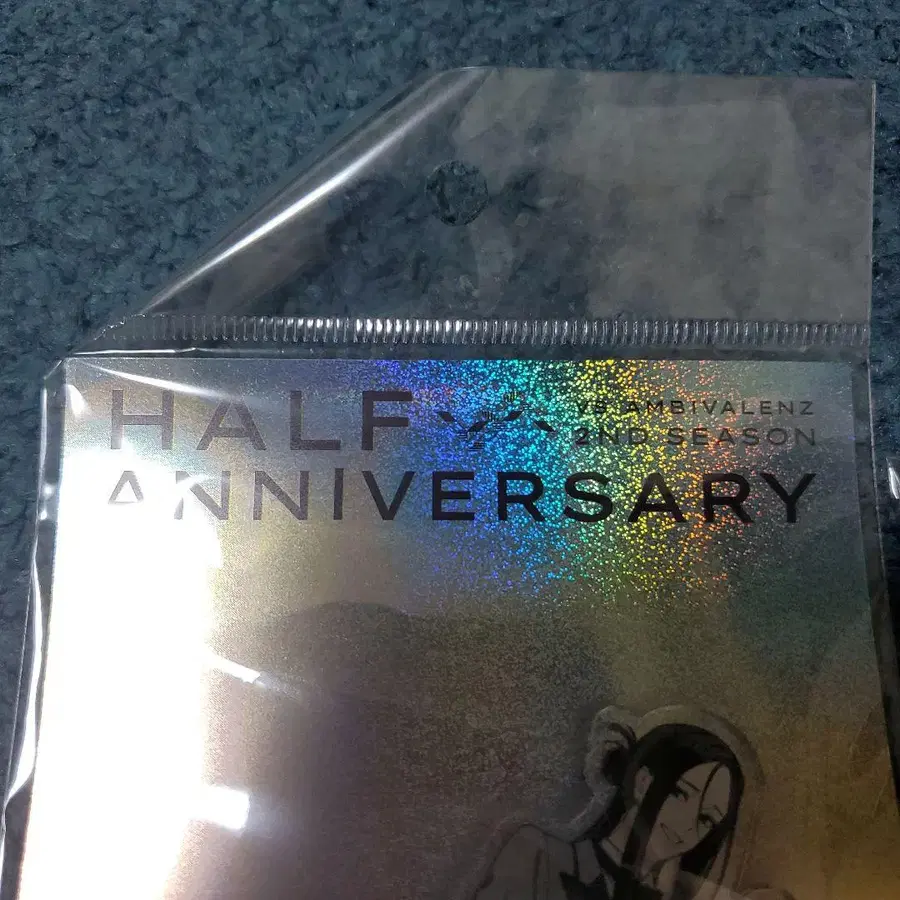 HALF
VS AMBIVALENZ
2ND SEASON
ANNIVERSARY